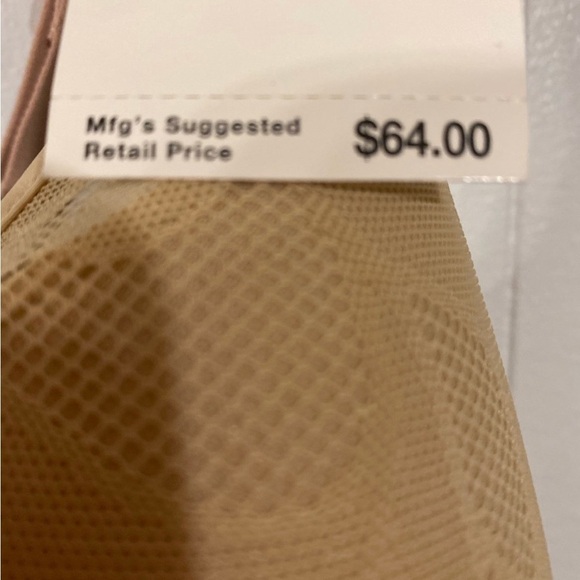 Mfg's Suggested
Retail Price $64.00